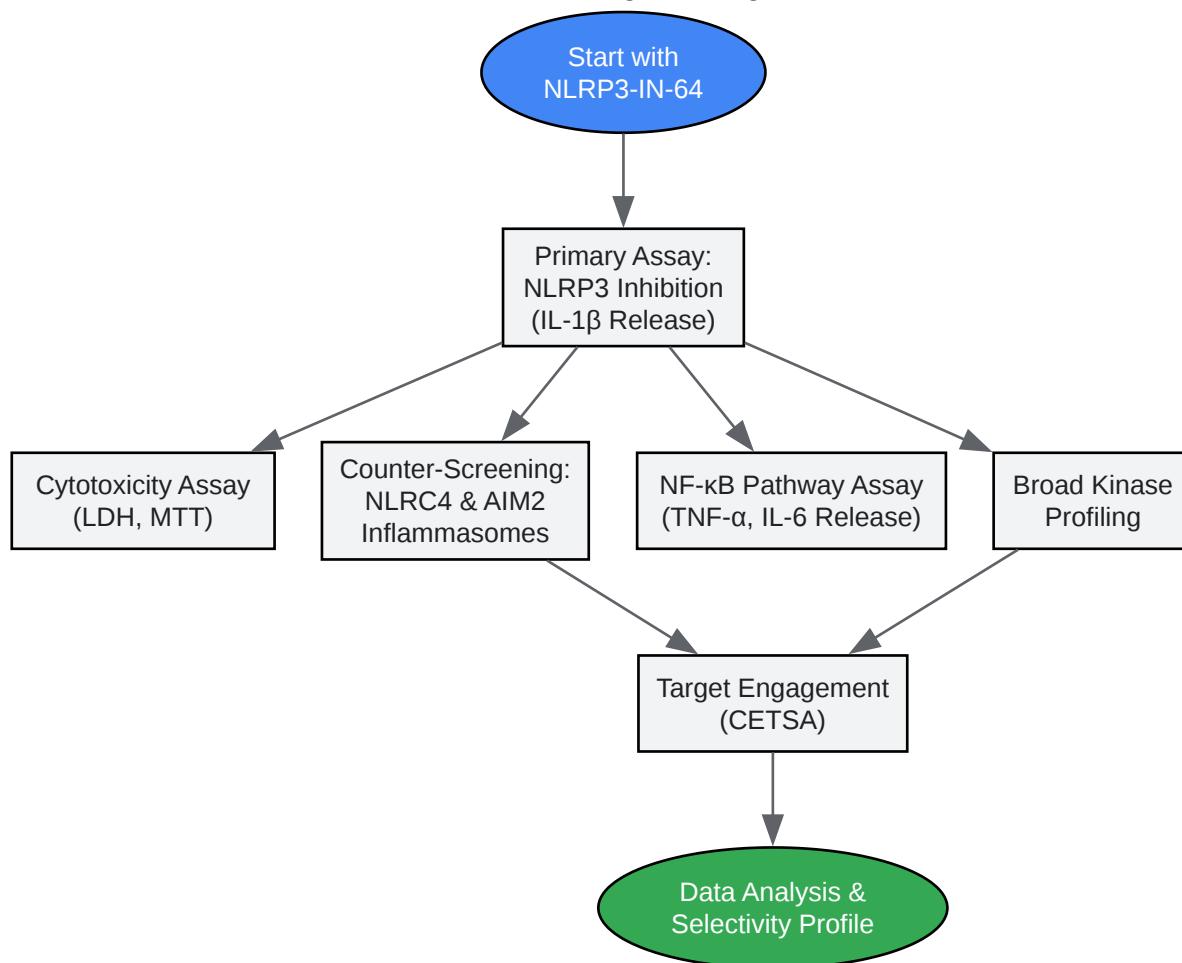 Start with
NLRP3-IN-64
Primary Assay:
NLRP3 Inhibition
(IL-1β Release)
Cytotoxicity Assay
(LDH, MTT)
Counter-Screening:
NLRC4 & AIM2
Inflammasomes
NF-κB Pathway Assay
(TNF-α, IL-6 Release)
Broad Kinase
Profiling
Target Engagement
(CETSA)
Data Analysis &
Selectivity Profile